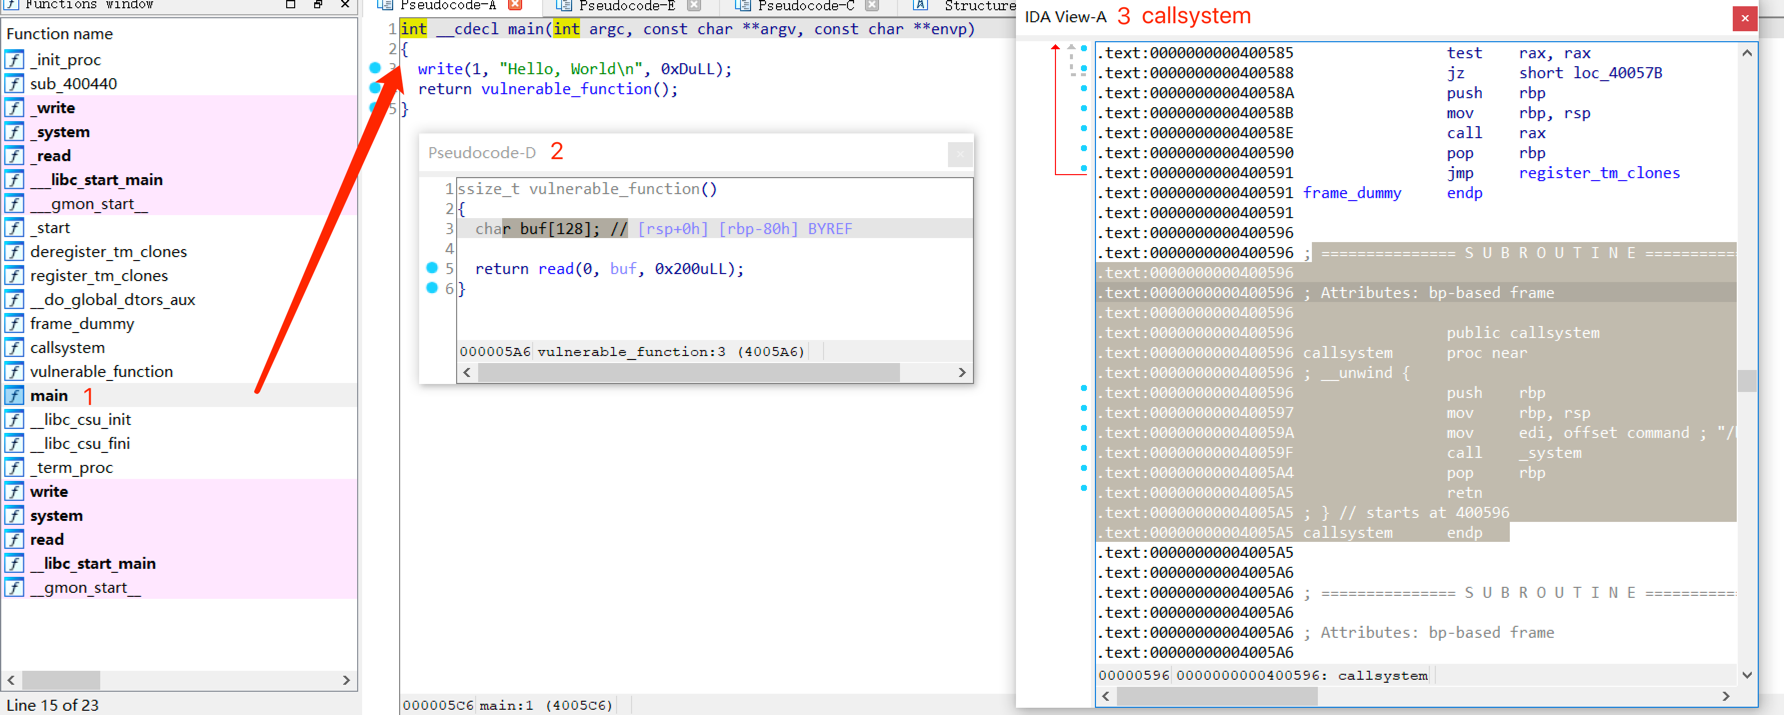 Functions window
Function name
_init_proc
sub_400440
_write
_system
_read
___libc_start_main
___gmon_start__
_start
deregister_tm_clones
register_tm_clones
__do_global_dtors_aux
frame_dummy
callsystem
vulnerable_function
main 1
__libc_csu_init
__libc_csu_fini
_term_proc
write
system
read
__libc_start_main
__gmon_start__
Line 15 of 23
Pseudocode-A
Pseudocode-E
Pseudocode-C
Structure
1 int __cdecl main(int argc, const char **argv, const char **envp)
2 {
3 write(1, "Hello, World\n", 0xDuLL);
return vulnerable_function();
5 }
Pseudocode-D 2
1 ssize_t vulnerable_function()
2 {
3 char buf[128]; // [rsp+0h] [rbp-80h] BYREF
4
5 return read(0, buf, 0x200uLL);
6 }
000005A6 vulnerable_function:3 (4005A6)
000005C6 main:1 (4005C6)
IDA View-A 3 callsystem
.text:0000000000400585 test rax, rax
.text:0000000000400588 jz short loc_40057B
.text:000000000040058A push rbp
.text:000000000040058B mov rbp, rsp
.text:000000000040058E call rax
.text:0000000000400590 pop rbp
.text:0000000000400591 jmp register_tm_clones
.text:0000000000400591 frame_dummy endp
.text:0000000000400591
.text:0000000000400596
.text:0000000000400596 ; =============== S U B R O U T I N E ===========
.text:0000000000400596
.text:0000000000400596 ; Attributes: bp-based frame
.text:0000000000400596
.text:0000000000400596 public callsystem
.text:0000000000400596 callsystem proc near
.text:0000000000400596 ; __unwind {
.text:0000000000400596 push rbp
.text:0000000000400597 mov rbp, rsp
.text:000000000040059A mov edi, offset command ; "/
.text:000000000040059F call _system
.text:00000000004005A4 pop rbp
.text:00000000004005A5 retn
.text:00000000004005A5 ; } // starts at 400596
.text:00000000004005A5 callsystem endp
.text:00000000004005A5
.text:00000000004005A6
.text:00000000004005A6 ; =============== S U B R O U T I N E ===========
.text:00000000004005A6
.text:00000000004005A6 ; Attributes: bp-based frame
.text:00000000004005A6
00000596 0000000000400596: callsystem